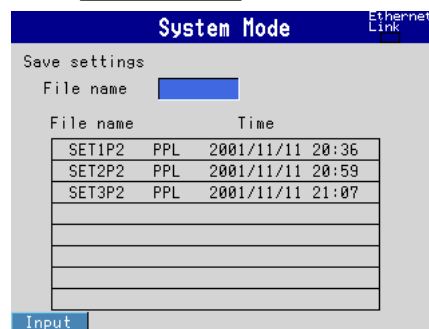 System Mode
Ethernet
Link
Save settings
File name
File name Time
SET1P2 PPL 2001/11/11 20:36
SET2P2 PPL 2001/11/11 20:59
SET3P2 PPL 2001/11/11 21:07
Input